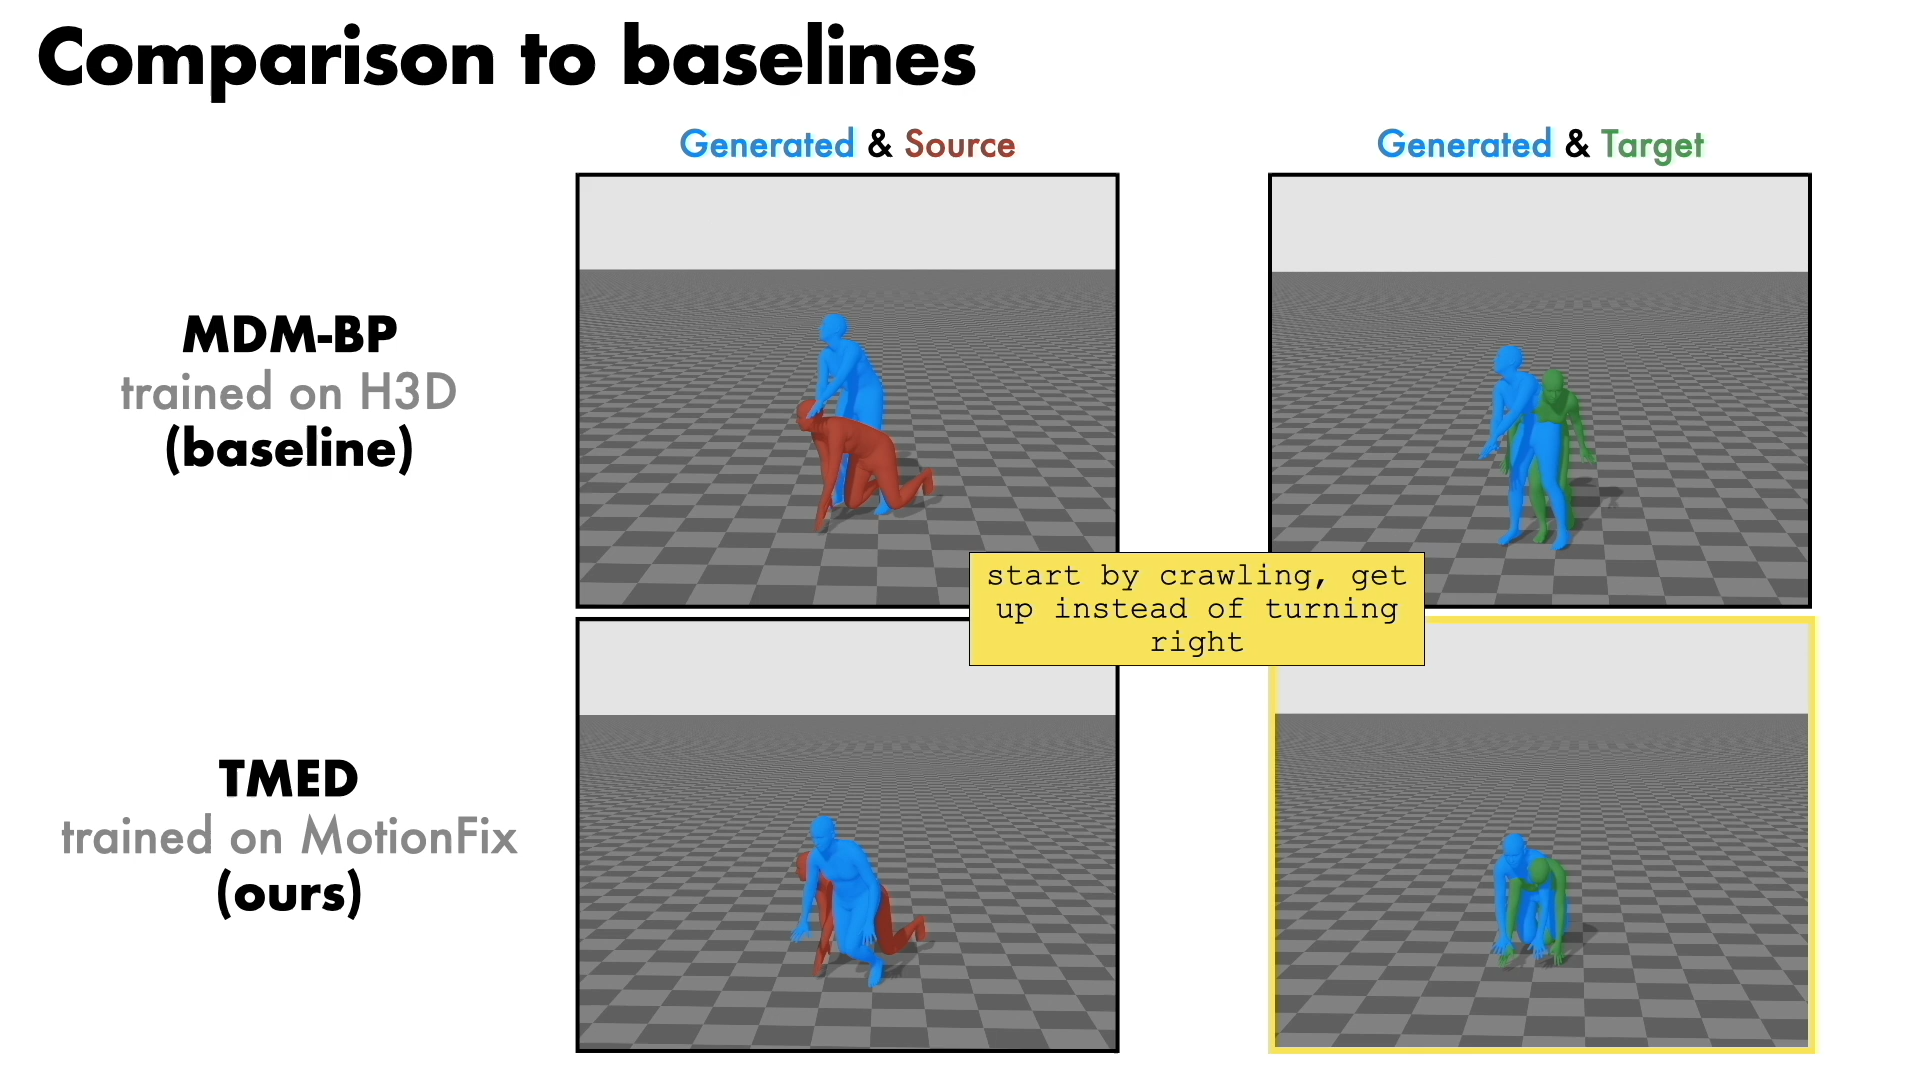 Comparison to baselines
Generated & Source
Generated & Target
MDM-BP
trained on H3D
(baseline)
start by crawling, get
up instead of turning
right
TMED
trained on MotionFix
(ours)